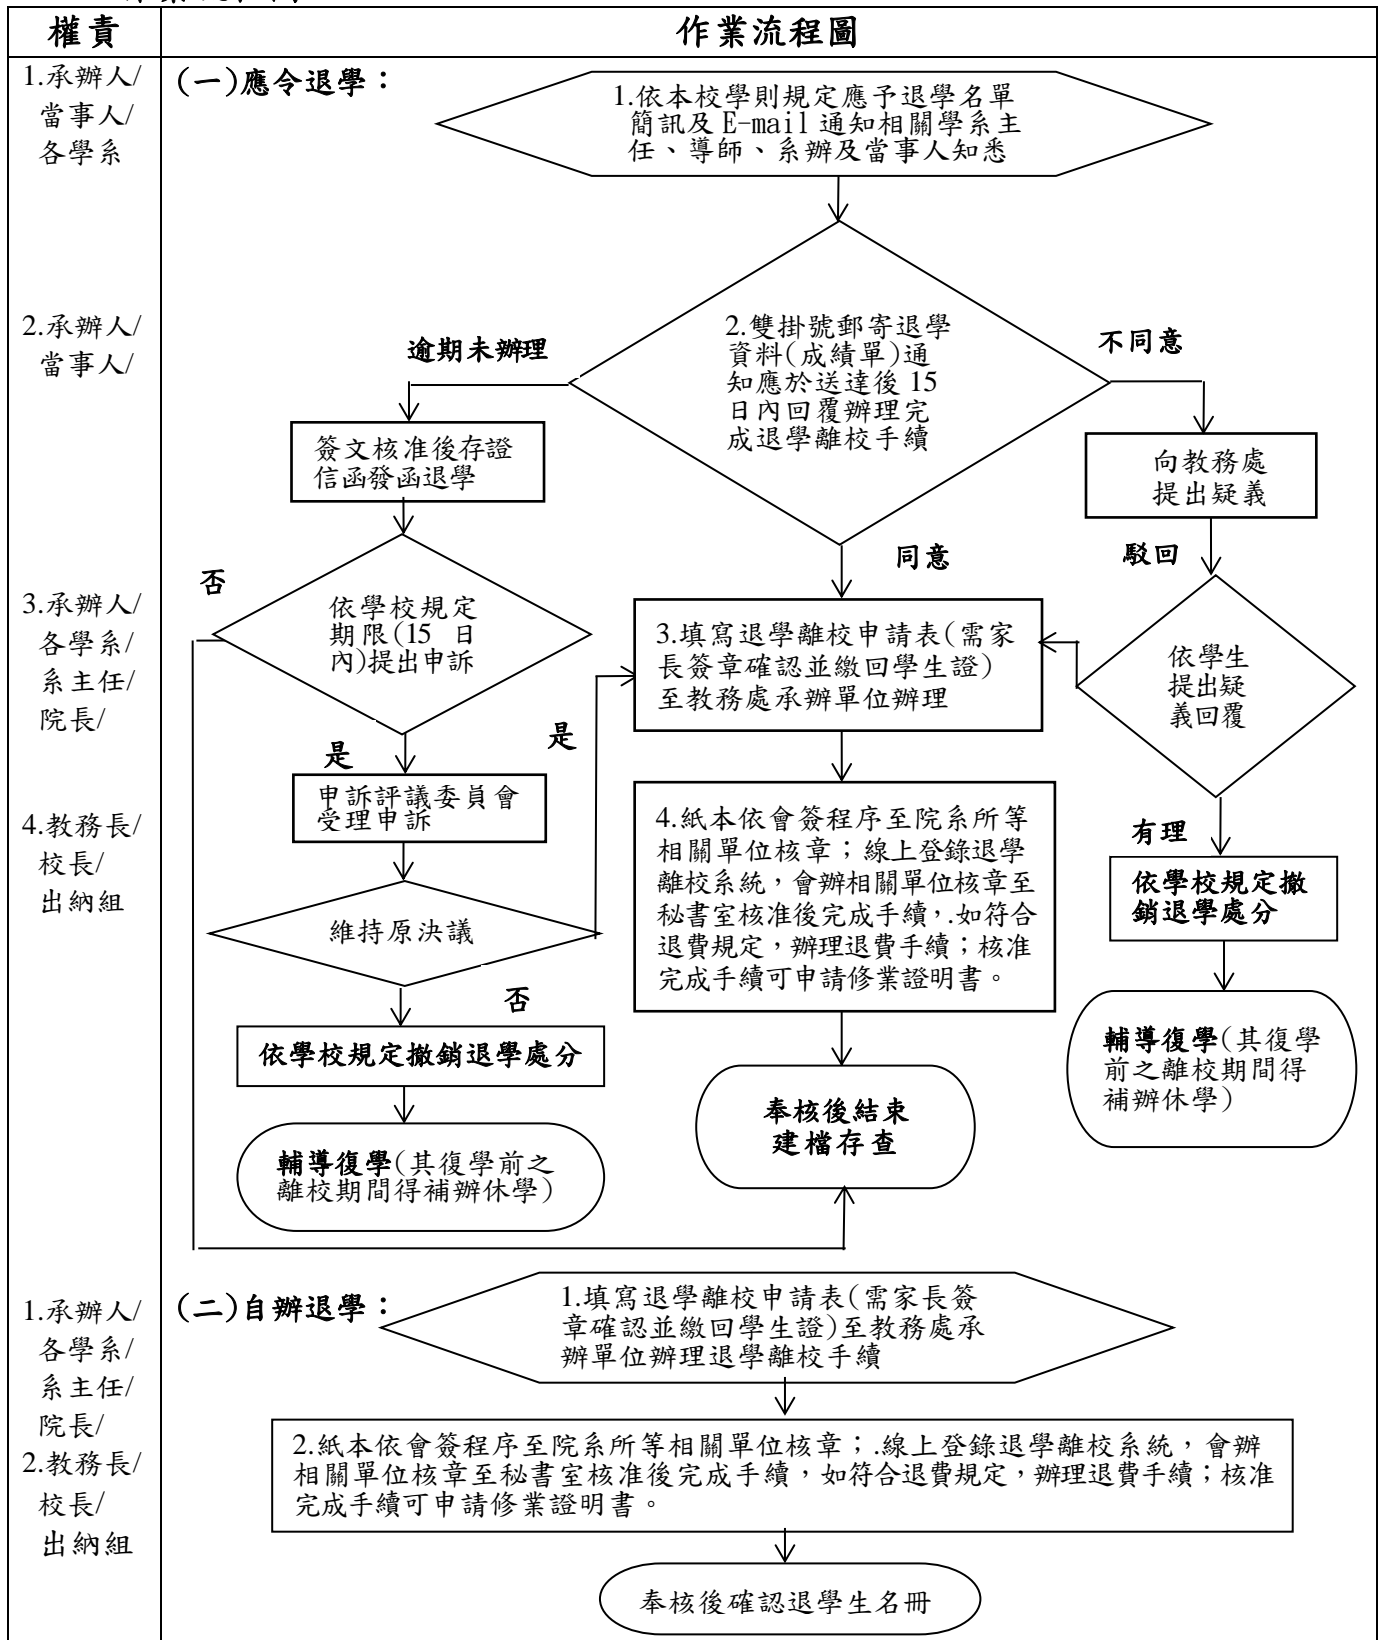 權責
作業流程圖
1.承辦人/
當事人/
各學系
(一)應令退學：
1.依本校學則規定應予退學名單
簡訊及 E-mail 通知相關學系主
任、導師、系辦及當事人知悉
2.承辦人/
當事人/
逾期未辦理
2.雙掛號郵寄退學
資料(成績單)通
知應於送達後 15
日內回覆辦理完
成退學離校手續
不同意
簽文核准後存證
信函發函退學
向教務處
提出疑義
同意
駁回
否
3.承辦人/
各學系/
系主任/
院長/
依學校規定
期限(15 日
內)提出申訴
3.填寫退學離校申請表(需家
長簽章確認並繳回學生證)
至教務處承辦單位辦理
依學生
提出疑
義回覆
是
是
申訴評議委員會
受理申訴
4.教務長/
校長/
出納組
4.紙本依會簽程序至院系所等
相關單位核章；線上登錄退學
離校系統，會辦相關單位核章至
秘書室核准後完成手續，.如符合
退費規定，辦理退費手續；核准
完成手續可申請修業證明書。
有理
依學校規定撤
銷退學處分
維持原決議
否
依學校規定撤銷退學處分
輔導復學(其復學
前之離校期間得
補辦休學)
奉核後結束
建檔存查
輔導復學(其復學前之
離校期間得補辦休學)
1.承辦人/
各學系/
系主任/
院長/
2.教務長/
校長/
出納組
(二)自辦退學：
1.填寫退學離校申請表(需家長簽
章確認並繳回學生證)至教務處承
辦單位辦理退學離校手續
2.紙本依會簽程序至院系所等相關單位核章；.線上登錄退學離校系統，會辦
相關單位核章至秘書室核准後完成手續，如符合退費規定，辦理退費手續；核准
完成手續可申請修業證明書。
奉核後確認退學生名冊